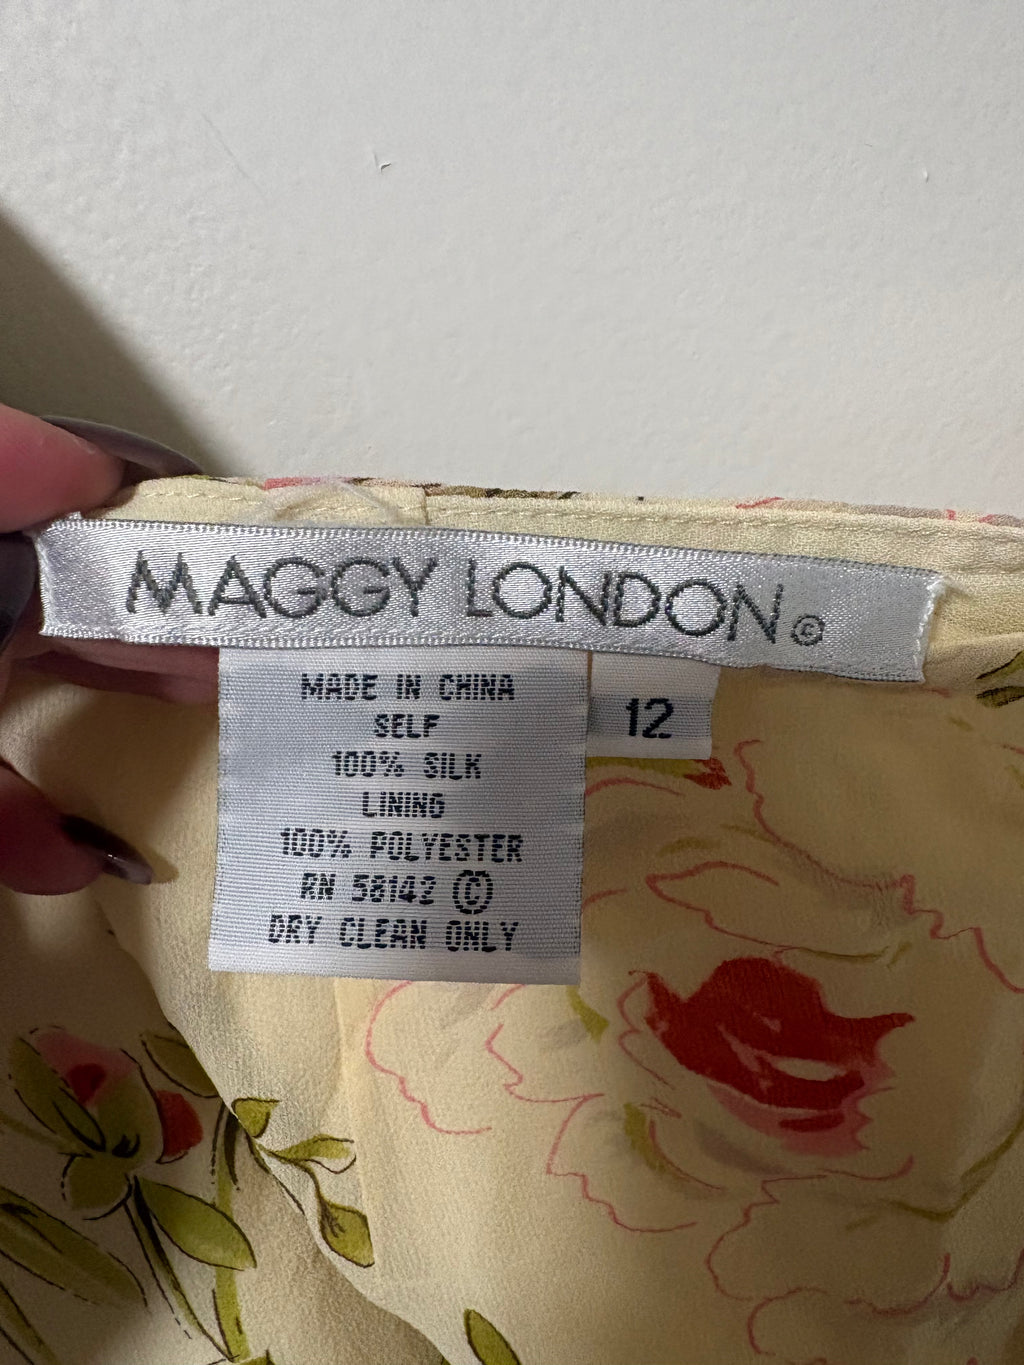 MAGGY LONDON ©
MADE IN CHINA
SELF
100% SILK
LINING
100% POLYESTER
RN 58142 ©
DRY CLEAN ONLY
12